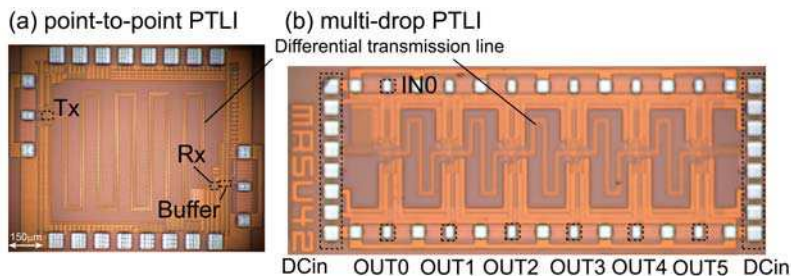 (a) point-to-point PTLI
(b) multi-drop PTLI
Differential transmission line
Tx
Rx
Buffer
150μm
IN0
MASU42
DCin OUT0 OUT1 OUT2 OUT3 OUT4 OUT5 DCin